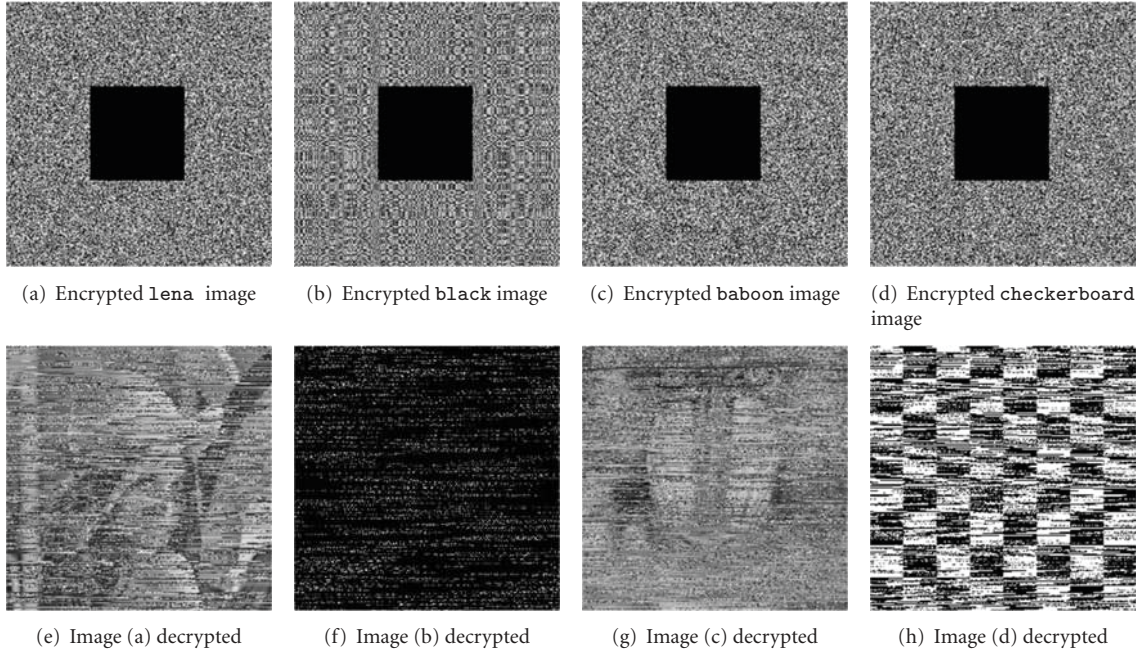 (a) Encrypted lena image
(b) Encrypted black image
(c) Encrypted baboon image
(d) Encrypted checkerboard
image
(e) Image (a) decrypted
(f) Image (b) decrypted
(g) Image (c) decrypted
(h) Image (d) decrypted